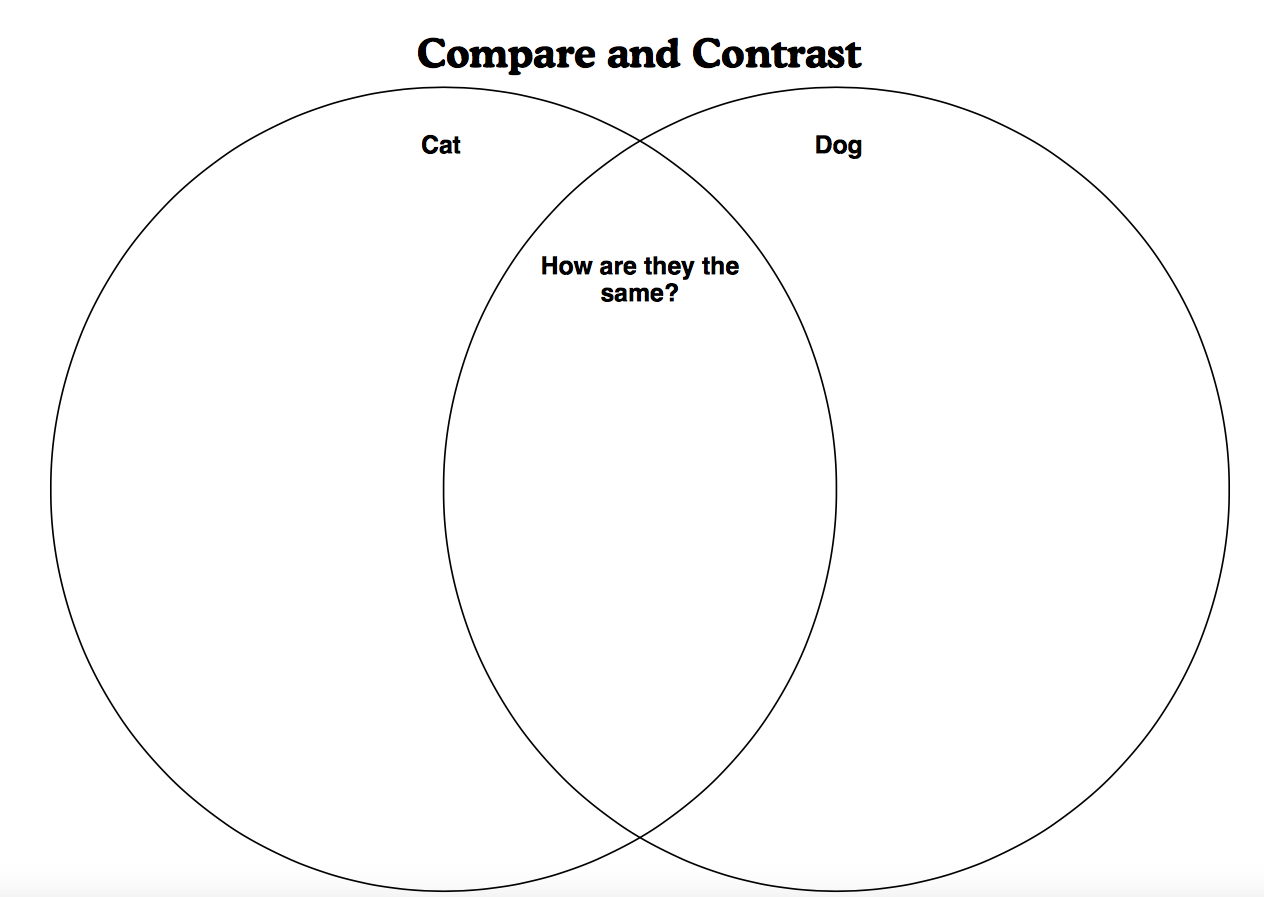 Compare and Contrast
Cat
Dog
How are they the
same?